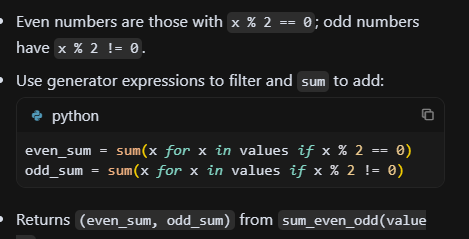 • Even numbers are those with x % 2 == 0; odd numbers
have x % 2 != 0.
• Use generator expressions to filter and sum to add:
python
even_sum = sum(x for x in values if x % 2 == 0)
odd_sum = sum(x for x in values if x % 2 != 0)
• Returns (even_sum, odd_sum) from sum_even_odd(value